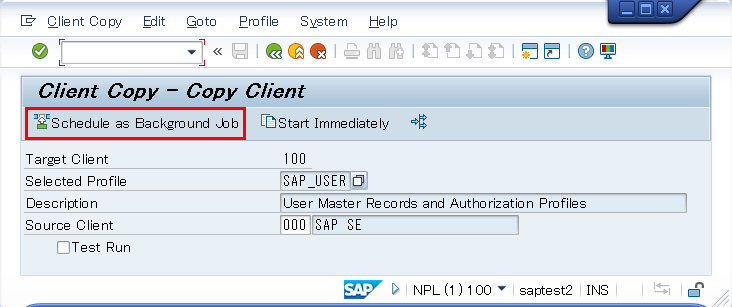 Client Copy Edit Goto Profile System Help
«
Client Copy - Copy Client
Schedule as Background Job Start Immediately
Target Client 100
Selected Profile SAP_USER
Description User Master Records and Authorization Profiles
Source Client 000 SAP SE
Test Run
SAP NPL (1) 100 saptest2 INS